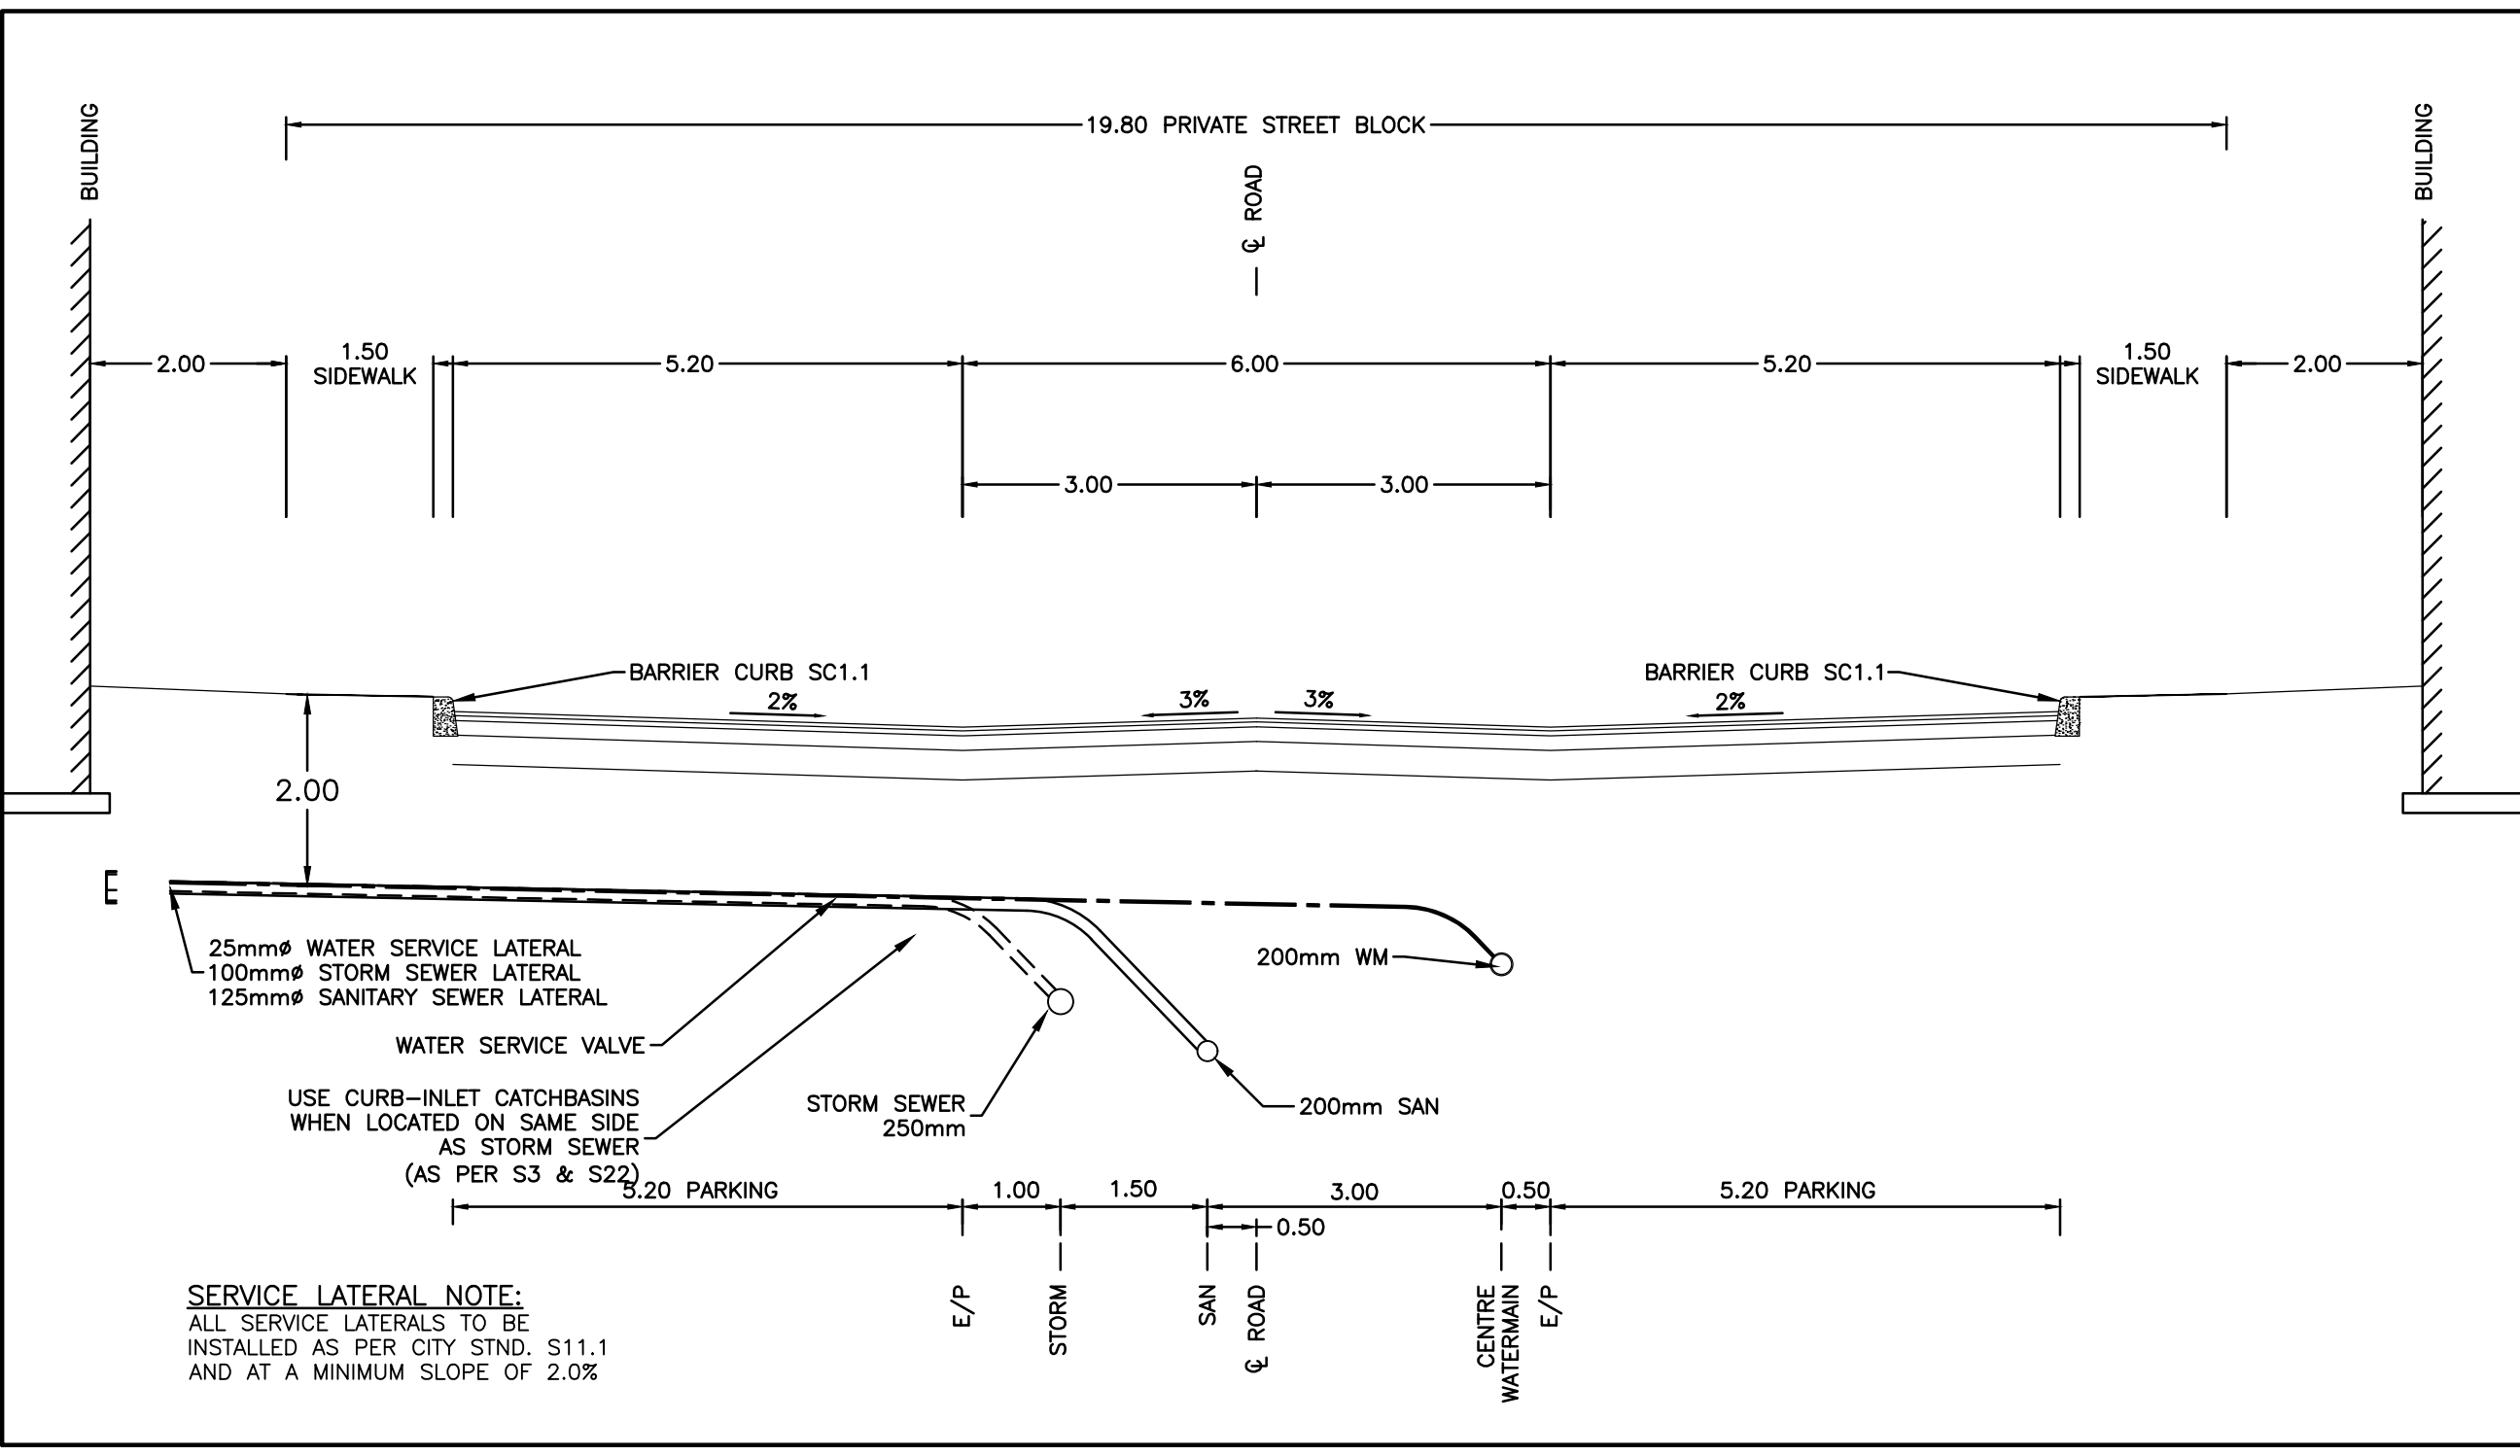 BUILDING
19.80 PRIVATE STREET BLOCK
BUILDING
℄ ROAD
2.00
1.50
SIDEWALK
5.20
6.00
5.20
1.50
SIDEWALK
2.00
3.00
3.00
BARRIER CURB SC1.1
BARRIER CURB SC1.1
2%
3%
3%
2%
2.00
25mmø WATER SERVICE LATERAL
100mmø STORM SEWER LATERAL
125mmø SANITARY SEWER LATERAL
200mm WM
WATER SERVICE VALVE
USE CURB-INLET CATCHBASINS
WHEN LOCATED ON SAME SIDE
AS STORM SEWER
(AS PER S3 & S22)
STORM SEWER
250mm
200mm SAN
5.20 PARKING
1.00
1.50
3.00
0.50
5.20 PARKING
0.50
E/P
STORM
SAN
℄ ROAD
CENTRE
WATERMAIN
E/P
SERVICE LATERAL NOTE:
ALL SERVICE LATERALS TO BE
INSTALLED AS PER CITY STND. S11.1
AND AT A MINIMUM SLOPE OF 2.0%